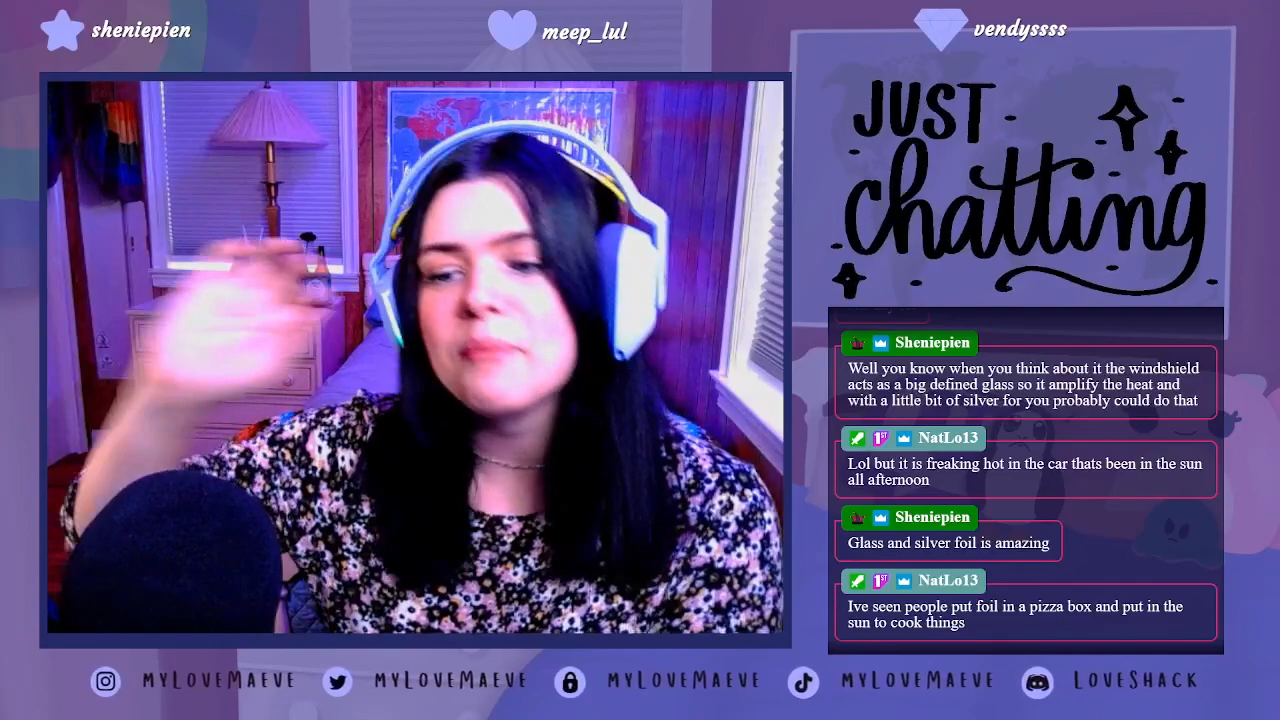 sheniepien
meep_lul
vendyssss
JUST
chatting
Sheniepien
Well you know when you think about it the windshield
acts as a big defined glass so it amplify the heat and
with a little bit of silver for you probably could do that
NatLo13
Lol but it is freaking hot in the car thats been in the sun
all afternoon
Sheniepien
Glass and silver foil is amazing
NatLo13
Ive seen people put foil in a pizza box and put in the
sun to cook things
MYLOVEMAEVE
MYLOVEMAEVE
MYLOVEMAEVE
MYLOVEMAEVE
LOVESHACK